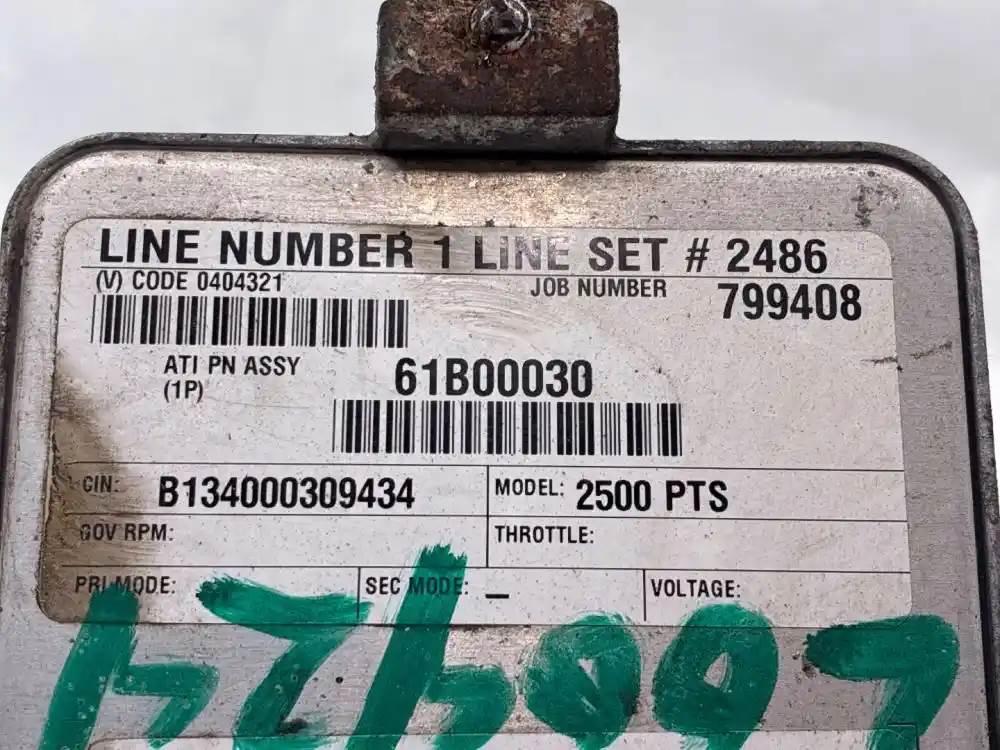 LINE NUMBER 1 LINE SET # 2486
(V) CODE 0404321 JOB NUMBER 799408
ATI PN ASSY 61B00030
(1P)
CIN: B134000309434 MODEL: 2500 PTS
GOV RPM: THROTTLE:
PRI MODE: SEC MODE: _ VOLTAGE: